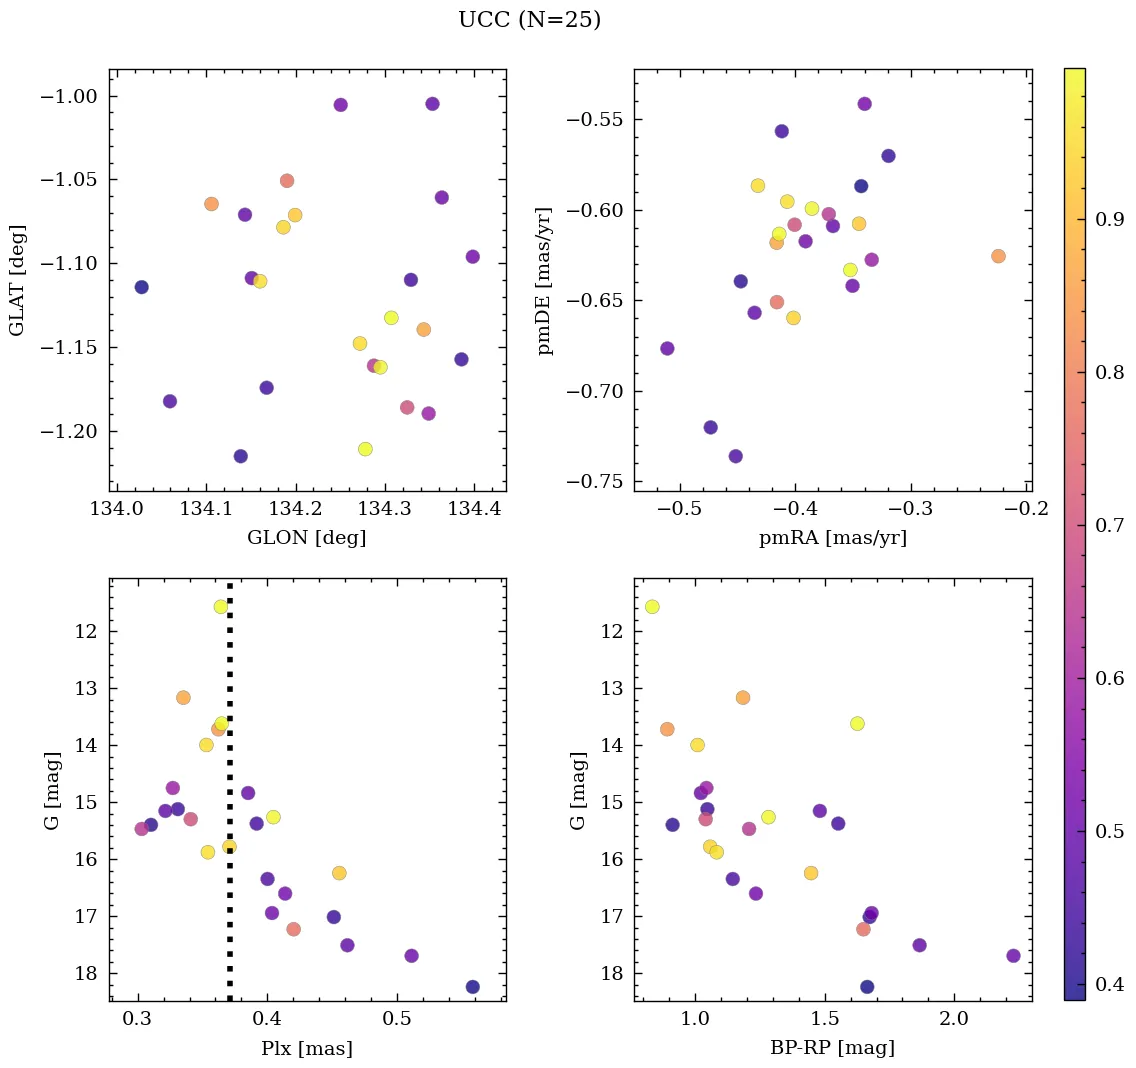 UCC (N=25)
−1.00
−1.05
−1.10
−1.15
−1.20
GLAT [deg]
134.0 134.1 134.2 134.3 134.4
GLON [deg]
−0.55
−0.60
−0.65
−0.70
−0.75
pmDE [mas/yr]
−0.5 −0.4 −0.3 −0.2
pmRA [mas/yr]
12
13
14
15
16
17
18
G [mag]
0.3 0.4 0.5
Plx [mas]
12
13
14
15
16
17
18
G [mag]
1.0 1.5 2.0
BP-RP [mag]
0.9
0.8
0.7
0.6
0.5
0.4